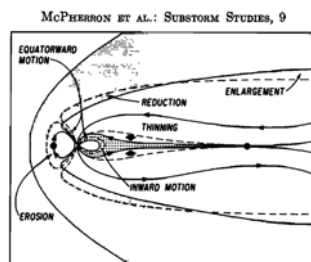 MCPHERRON ET AL.: SUBSTORM STUDIES, 9
EQUATORWARD
MOTION
ENLARGEMENT
REDUCTION
THINNING
INWARD MOTION
EROSION